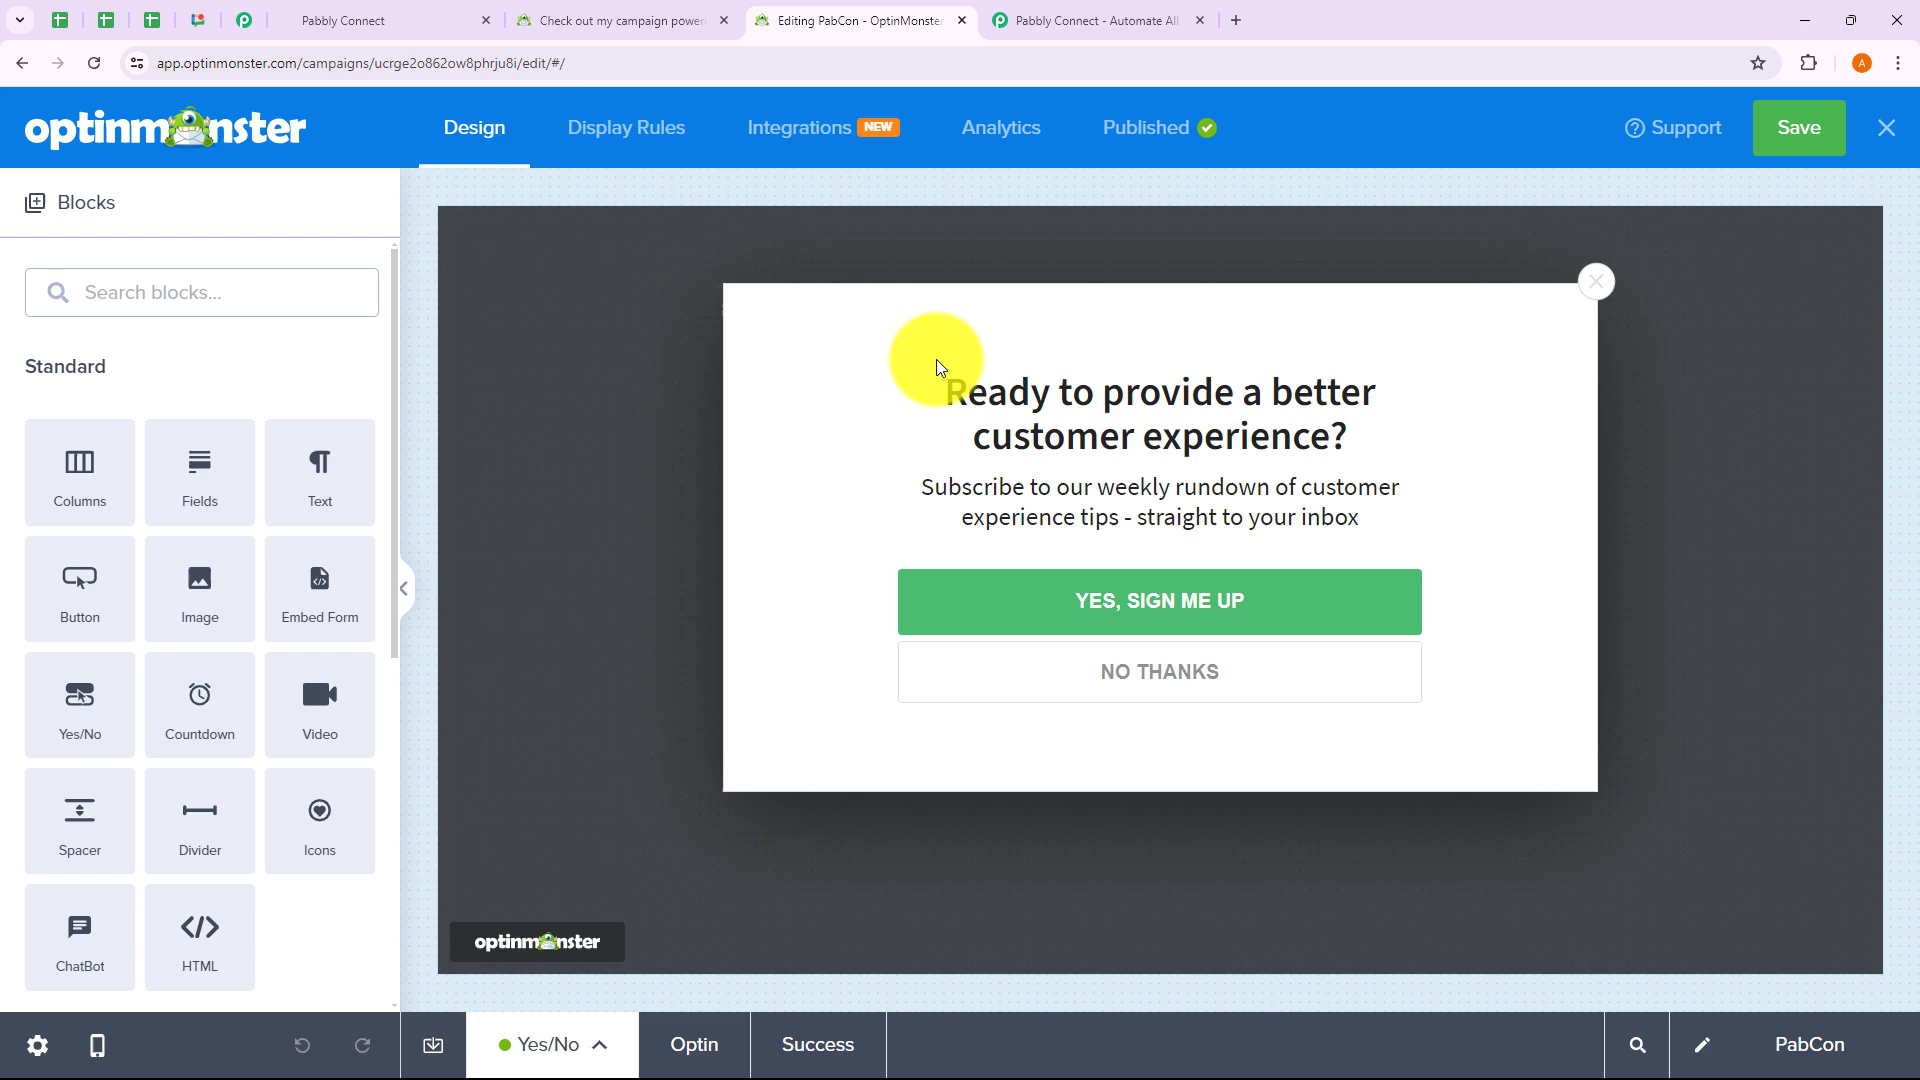 Pabbly Connect
Check out my campaign power
Editing PabCon - OptinMonster
Pabbly Connect - Automate All
app.optinmonster.com/campaigns/ucrge2o862ow8phrju8i/edit/#/
A
optinmonster
Design
Display Rules
Integrations NEW
Analytics
Published
Support
Save
Blocks
Search blocks...
Standard
Columns
Fields
Text
Button
Image
Embed Form
Yes/No
Countdown
Video
Spacer
Divider
Icons
ChatBot
HTML
Ready to provide a better
customer experience?
Subscribe to our weekly rundown of customer
experience tips - straight to your inbox
YES, SIGN ME UP
NO THANKS
optinmonster
Yes/No
Optin
Success
PabCon